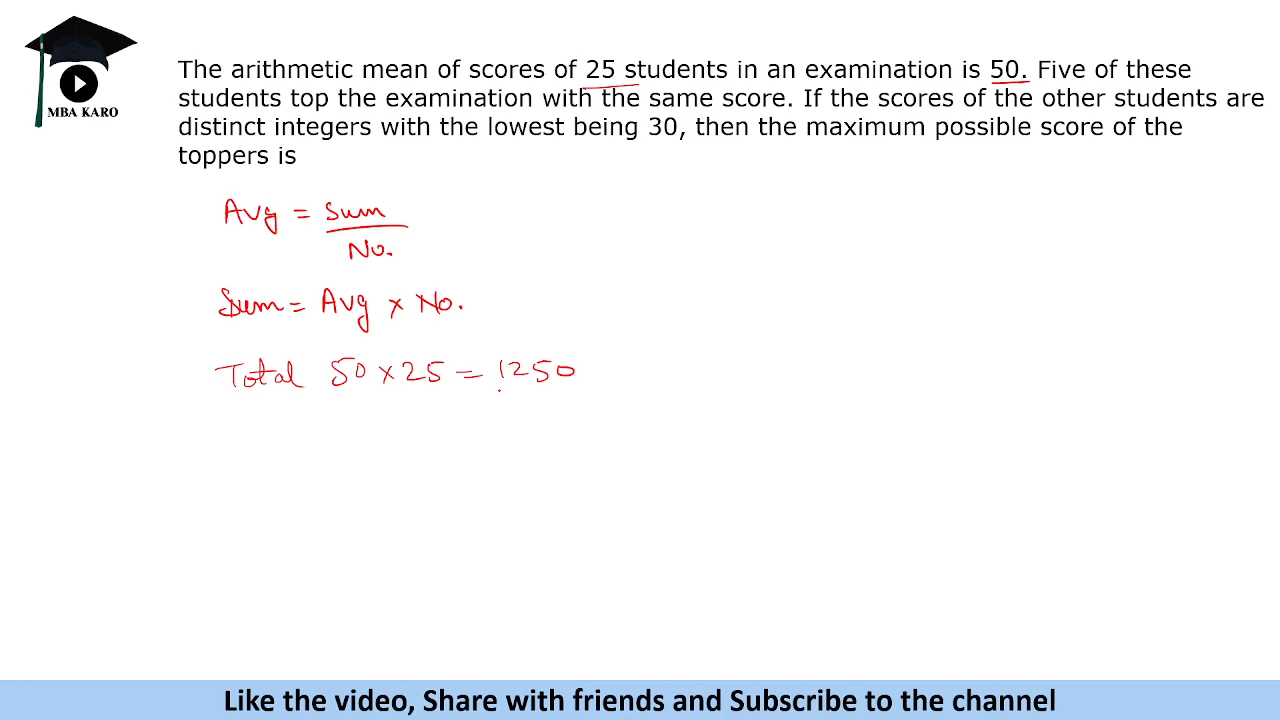 MBA KARO
The arithmetic mean of scores of 25 students in an examination is 50. Five of these
students top the examination with the same score. If the scores of the other students are
distinct integers with the lowest being 30, then the maximum possible score of the
toppers is
Avg = Sum
No.
Sum = Avg × No.
Total 50 × 25 = 1250
Like the video, Share with friends and Subscribe to the channel